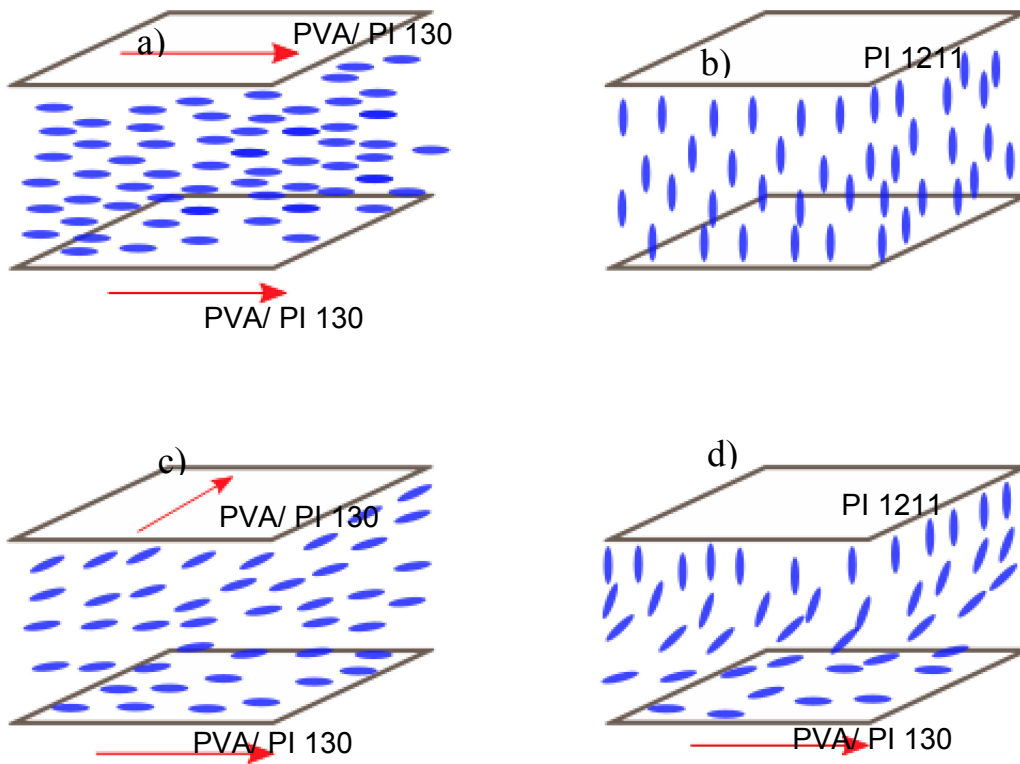 a)
PVA/ PI 130
PVA/ PI 130
b)
PI 1211
c)
PVA/ PI 130
PVA/ PI 130
d)
PI 1211
PVA/ PI 130